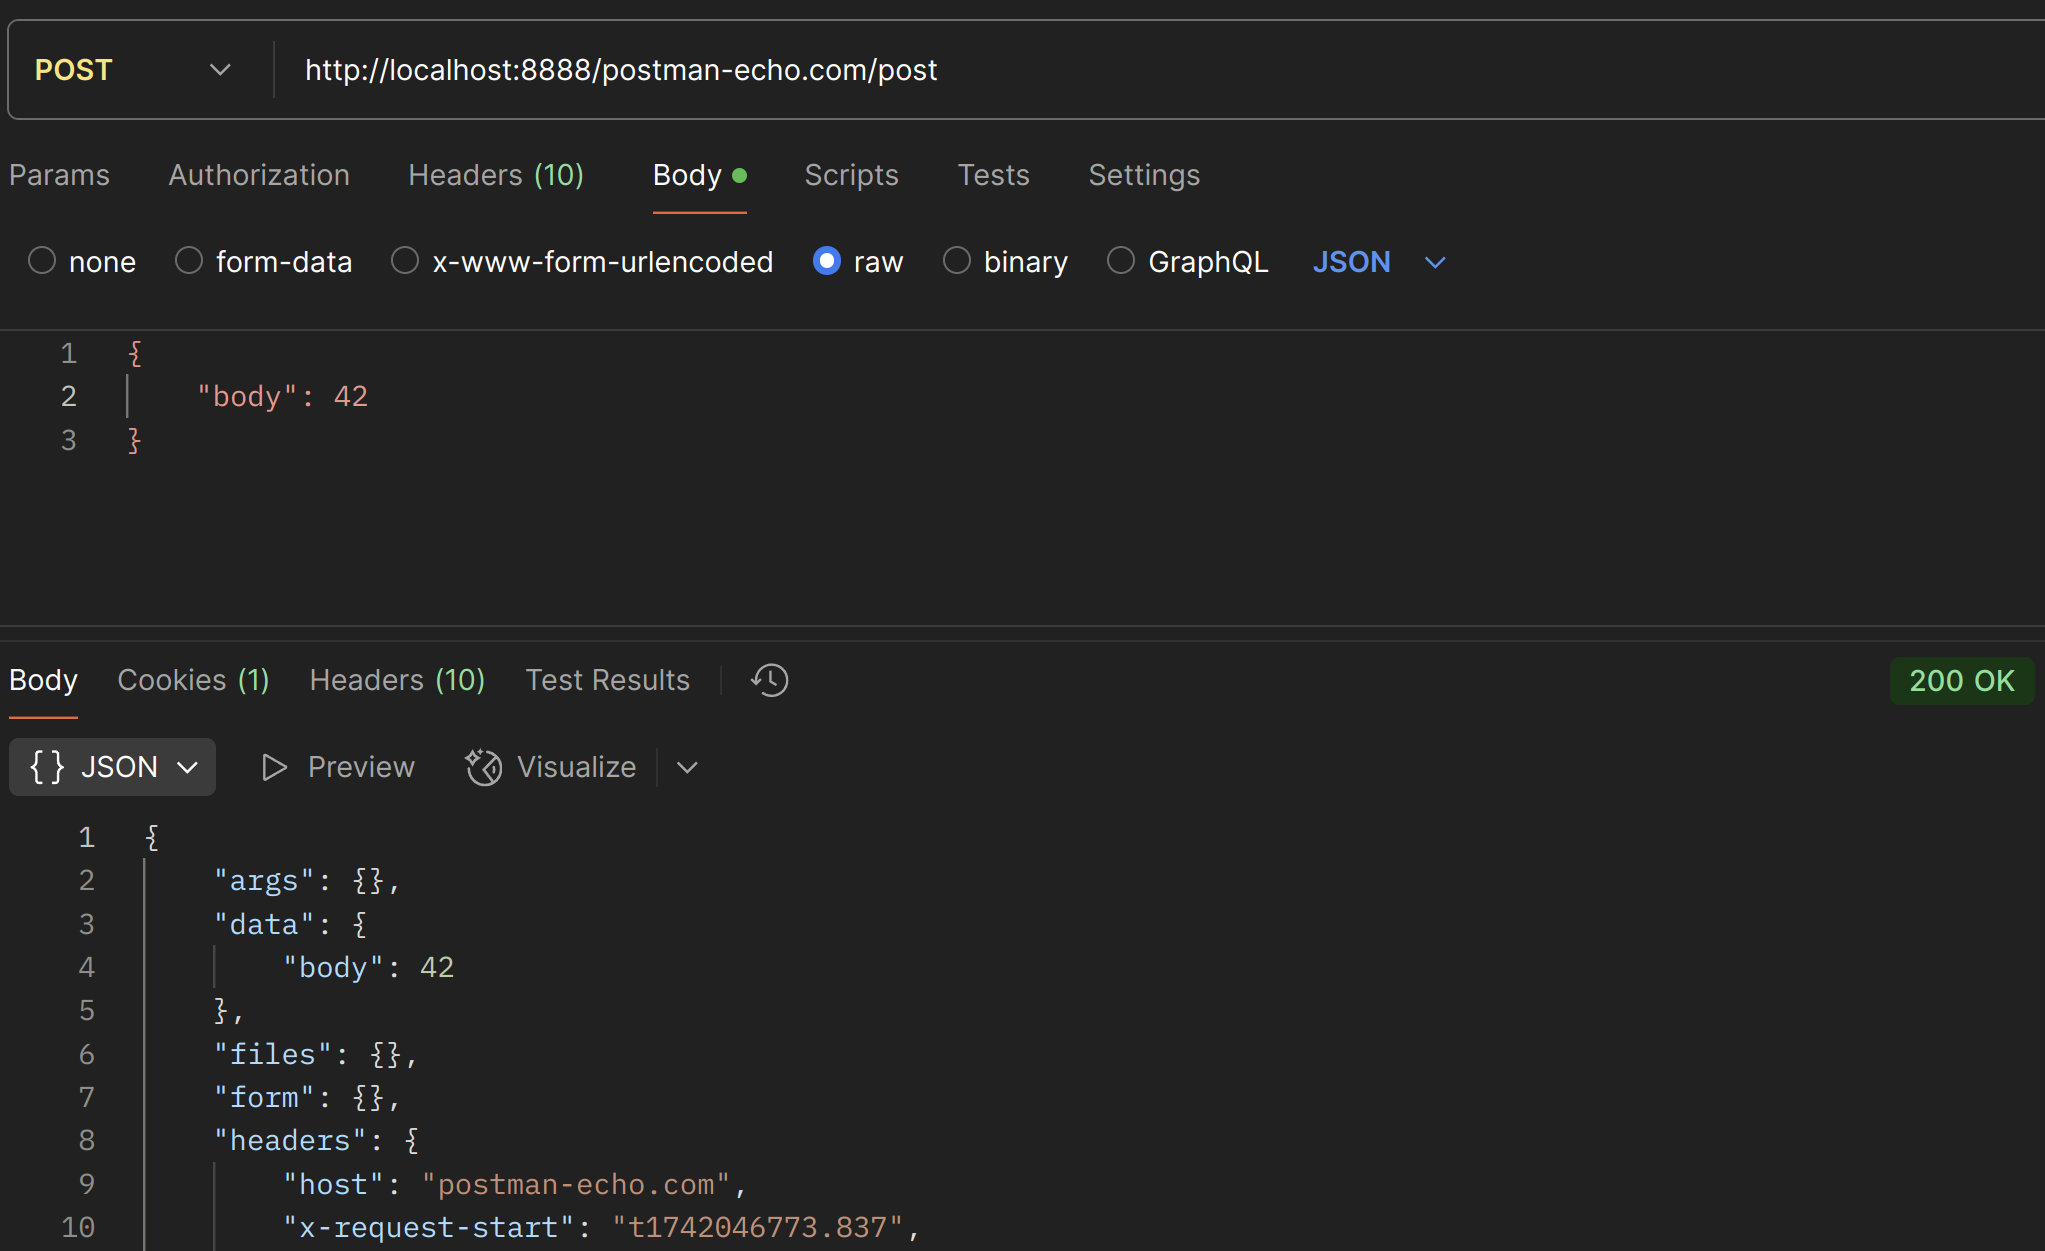 POST http://localhost:8888/postman-echo.com/post
Params Authorization Headers (10) Body Scripts Tests Settings
none form-data x-www-form-urlencoded raw binary GraphQL JSON
1 {
2 "body": 42
3 }
Body Cookies (1) Headers (10) Test Results 200 OK
{} JSON Preview Visualize
1 {
2 "args": {},
3 "data": {
4 "body": 42
5 },
6 "files": {},
7 "form": {},
8 "headers": {
9 "host": "postman-echo.com",
10 "x-request-start": "t1742046773.837",